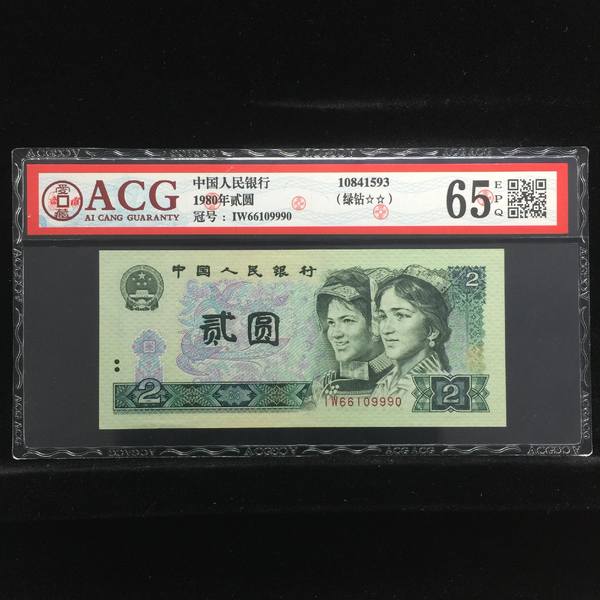 ACG
AI CANG GUARANTY
中国人民银行
1980年贰圆
冠号：IW66109990
10841593
（绿钻☆☆）
65
EPQ
中国人民银行
贰圆
2
2
2
IW66109990